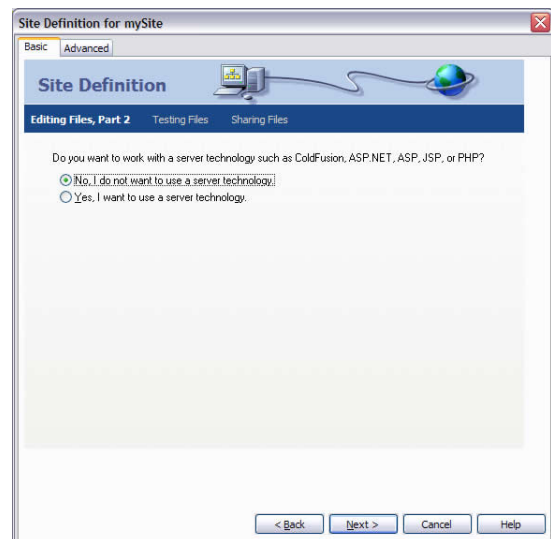 Site Definition for mySite
Basic Advanced
Site Definition
Editing Files, Part 2 Testing Files Sharing Files
Do you want to work with a server technology such as ColdFusion, ASP.NET, ASP, JSP, or PHP?
No, I do not want to use a server technology.
Yes, I want to use a server technology.
< Back Next > Cancel Help